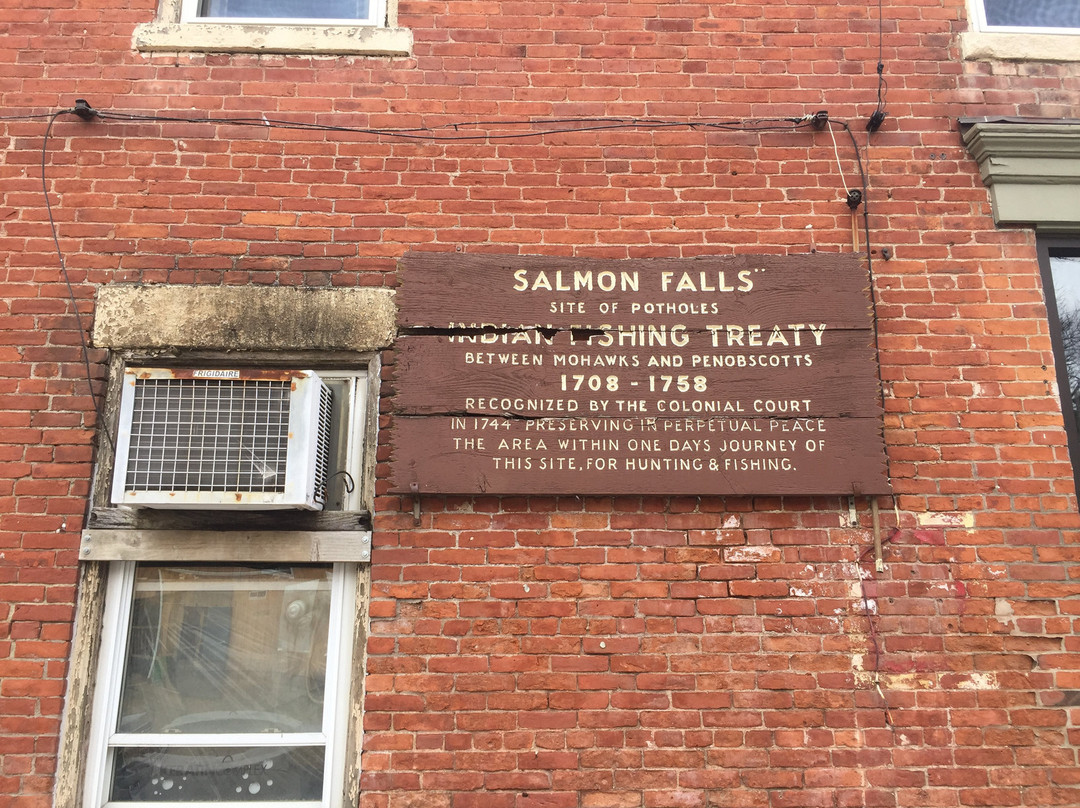 FRIGIDAIRE
SALMON FALLS"
SITE OF POTHOLES
INDIAN FISHING TREATY
BETWEEN MOHAWKS AND PENOBSCOTTS
1708 - 1758
RECOGNIZED BY THE COLONIAL COURT
IN 1744 PRESERVING IN PERPETUAL PEACE
THE AREA WITHIN ONE DAYS JOURNEY OF
THIS SITE, FOR HUNTING & FISHING.